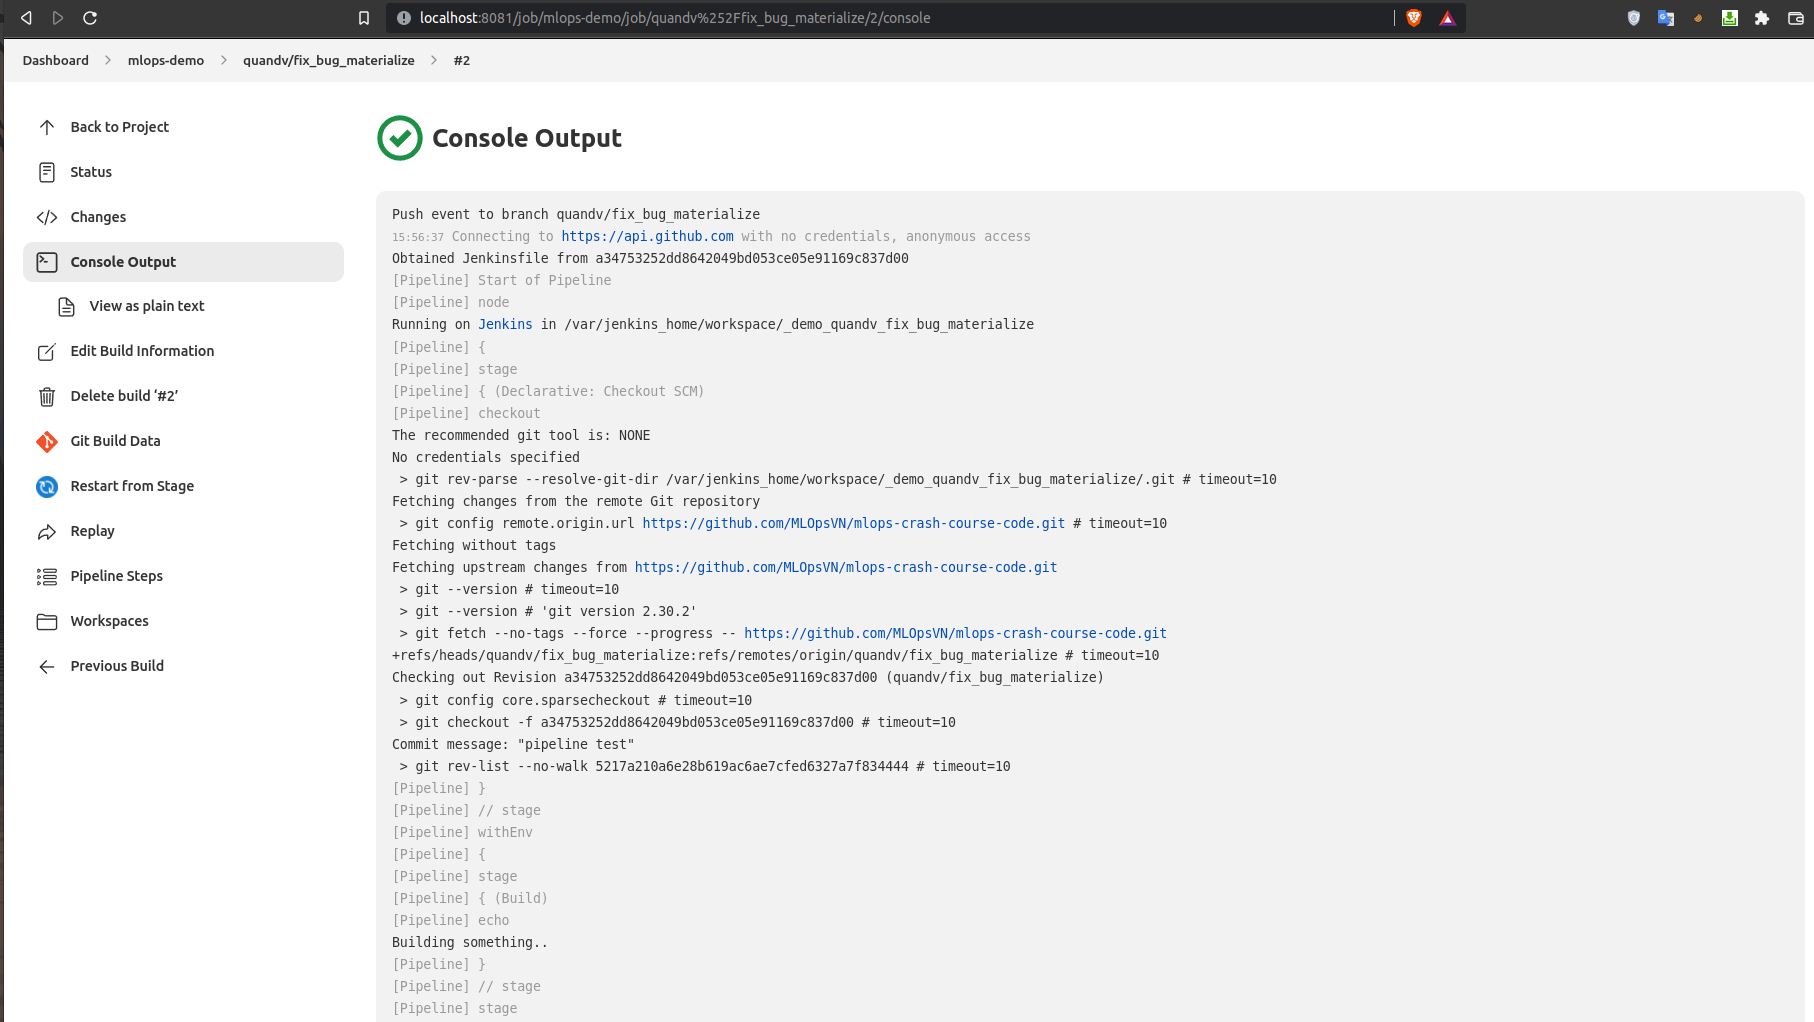 localhost:8081/job/mlops-demo/job/quandv%252Ffix_bug_materialize/2/console
Dashboard
mlops-demo
quandv/fix_bug_materialize
#2
Back to Project
Status
Changes
Console Output
View as plain text
Edit Build Information
Delete build ‘#2’
Git Build Data
Restart from Stage
Replay
Pipeline Steps
Workspaces
Previous Build
Console Output
Push event to branch quandv/fix_bug_materialize
15:56:37 Connecting to https://api.github.com with no credentials, anonymous access
Obtained Jenkinsfile from a34753252dd8642049bd053ce05e91169c837d00
[Pipeline] Start of Pipeline
[Pipeline] node
Running on Jenkins in /var/jenkins_home/workspace/_demo_quandv_fix_bug_materialize
[Pipeline] {
[Pipeline] stage
[Pipeline] { (Declarative: Checkout SCM)
[Pipeline] checkout
The recommended git tool is: NONE
No credentials specified
 > git rev-parse --resolve-git-dir /var/jenkins_home/workspace/_demo_quandv_fix_bug_materialize/.git # timeout=10
Fetching changes from the remote Git repository
 > git config remote.origin.url https://github.com/MLOpsVN/mlops-crash-course-code.git # timeout=10
Fetching without tags
Fetching upstream changes from https://github.com/MLOpsVN/mlops-crash-course-code.git
 > git --version # timeout=10
 > git --version # 'git version 2.30.2'
 > git fetch --no-tags --force --progress -- https://github.com/MLOpsVN/mlops-crash-course-code.git
+refs/heads/quandv/fix_bug_materialize:refs/remotes/origin/quandv/fix_bug_materialize # timeout=10
Checking out Revision a34753252dd8642049bd053ce05e91169c837d00 (quandv/fix_bug_materialize)
 > git config core.sparsecheckout # timeout=10
 > git checkout -f a34753252dd8642049bd053ce05e91169c837d00 # timeout=10
Commit message: "pipeline test"
 > git rev-list --no-walk 5217a210a6e28b619ac6ae7cfed6327a7f834444 # timeout=10
[Pipeline] }
[Pipeline] // stage
[Pipeline] withEnv
[Pipeline] {
[Pipeline] stage
[Pipeline] { (Build)
[Pipeline] echo
Building something..
[Pipeline] }
[Pipeline] // stage
[Pipeline] stage